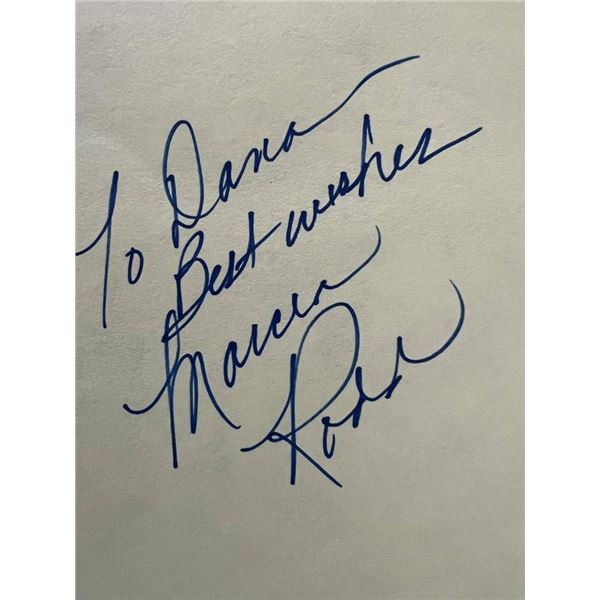 To Dana
Best wishes
Marcia
Rodd